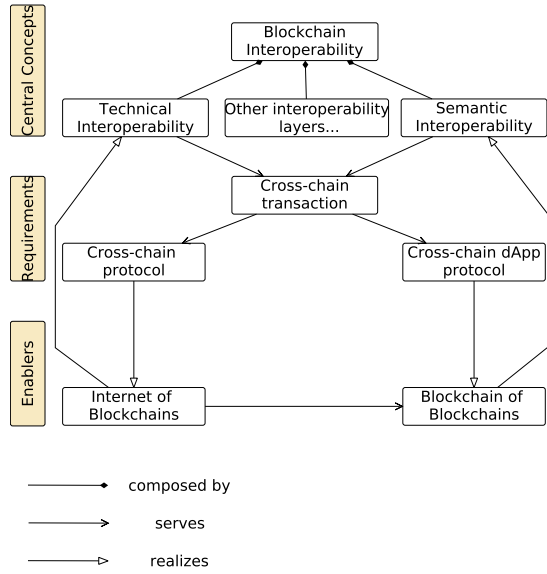 Central Concepts
Blockchain
Interoperability
Technical
Interoperability
Other interoperability
layers...
Semantic
Interoperability
Requirements
Cross-chain
transaction
Cross-chain
protocol
Cross-chain dApp
protocol
Enablers
Internet of
Blockchains
Blockchain of
Blockchains
composed by
serves
realizes